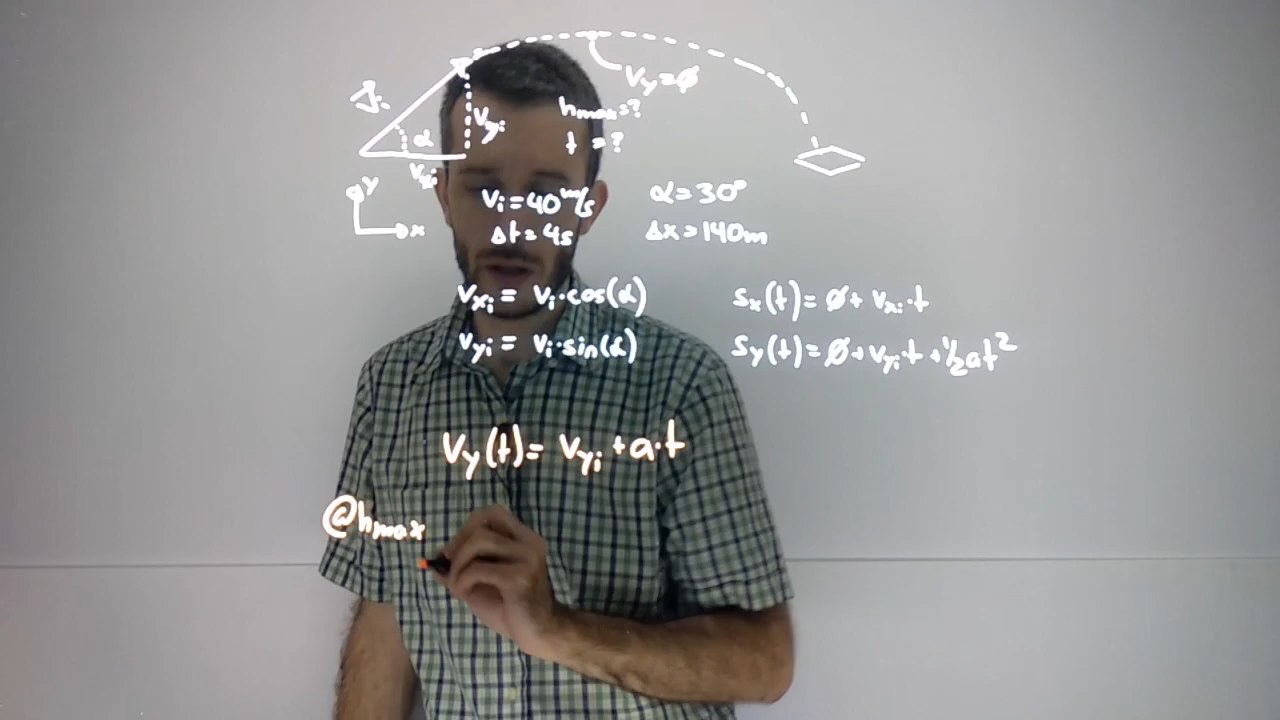 V⃗i
α
Vyi
Vxi
Vy=∅
hmax=?
t =?
y
x
Vi=40m/s α=30°
Δt=4s Δx=140m
Vxi = Vi·cos(α) Sx(t)=∅+Vxi·t
Vyi = Vi·sin(α) Sy(t)=∅+Vyi·t+½at²
Vy(t)= Vyi+a·t
@hmax